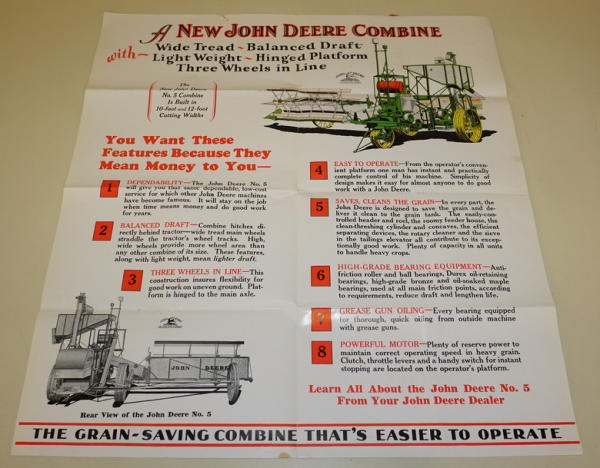 A NEW JOHN DEERE COMBINE
with—
Wide Tread ~ Balanced Draft
Light Weight ~ Hinged Platform
Three Wheels in Line
The
New John Deere
No. 5 Combine
Is Built in
10-foot and 12-foot
Cutting Widths
You Want These
Features Because They
Mean Money to You—
1 DEPENDABILITY—The John Deere No. 5
will give you that same dependable, low-cost
service for which other John Deere machines
have become famous. It will stay on the job
when time means money and do good work
for years.
2 BALANCED DRAFT—Combine hitches di-
rectly behind tractor—wide tread main wheels
straddle the tractor's wheel tracks. High,
wide wheels provide more wheel area than
any other combine of its size. These features,
along with light weight, mean lighter draft.
3 THREE WHEELS IN LINE—This
construction insures flexibility for
good work on uneven ground. Plat-
form is hinged to the main axle.
JOHN DEERE
Rear View of the John Deere No. 5
4 EASY TO OPERATE—From the operator's conven-
ient platform one man has instant and practically
complete control of his machine. Simplicity of
design makes it easy for almost anyone to do good
work with a John Deere.
5 SAVES, CLEANS THE GRAIN—In every part, the
John Deere is designed to save the grain and de-
liver it clean to the grain tank. The easily-con-
trolled header and reel, the roomy feeder house, the
clean-threshing cylinder and concaves, the efficient
separating devices, the rotary cleaner and the sieve
in the tailings elevator all contribute to its excep-
tionally good work. Plenty of capacity in all units
to handle heavy crops.
6 HIGH-GRADE BEARING EQUIPMENT—Anti-
friction roller and ball bearings, Durex oil-retaining
bearings, high-grade bronze and oil-soaked maple
bearings, used at all main friction points, according
to requirements, reduce draft and lengthen life.
7 GREASE GUN OILING—Every bearing equipped
for thorough, quick oiling from outside machine
with grease guns.
8 POWERFUL MOTOR—Plenty of reserve power to
maintain correct operating speed in heavy grain.
Clutch, throttle levers and a handy switch for instant
stopping are located on the operator's platform.
Learn All About the John Deere No. 5
From Your John Deere Dealer
THE GRAIN-SAVING COMBINE THAT'S EASIER TO OPERATE